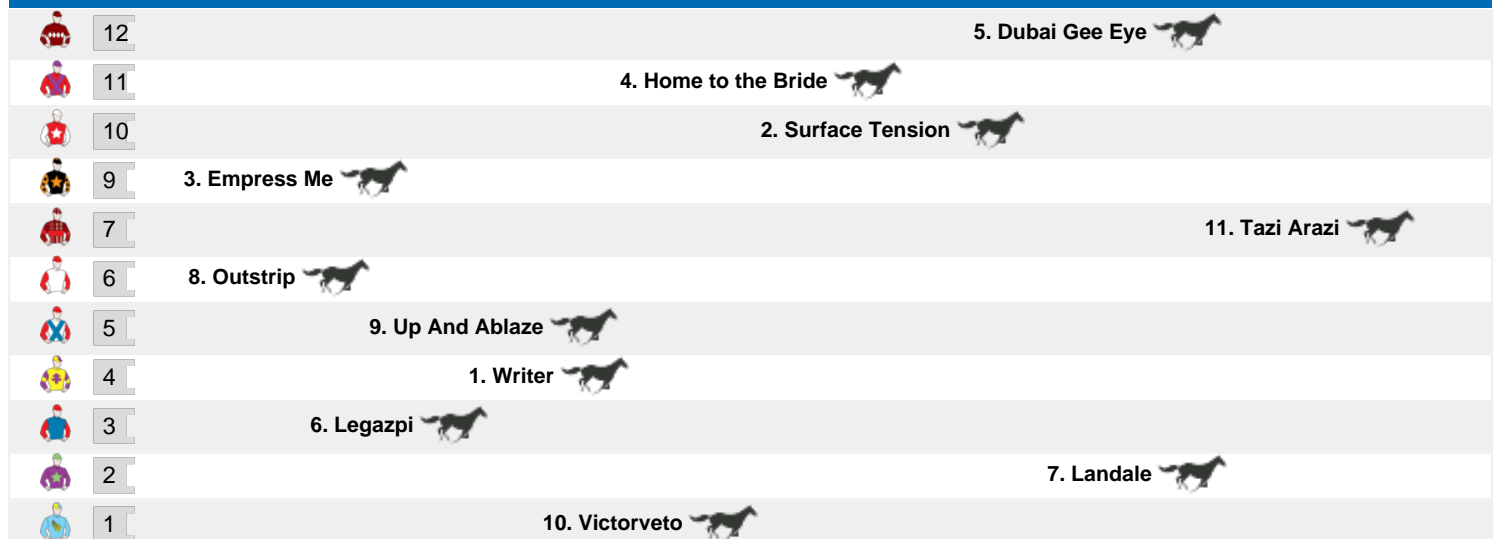 12 5. Dubai Gee Eye
11 4. Home to the Bride
10 2. Surface Tension
9 3. Empress Me
7 11. Tazi Arazi
6 8. Outstrip
5 9. Up And Ablaze
4 1. Writer
3 6. Legazpi
2 7. Landale
1 10. Victorveto